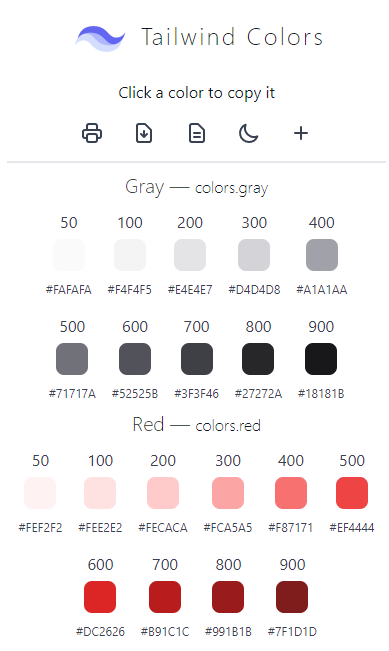 Tailwind Colors
Click a color to copy it
Gray — colors.gray
50 100 200 300 400
#FAFAFA #F4F4F5 #E4E4E7 #D4D4D8 #A1A1AA
500 600 700 800 900
#71717A #52525B #3F3F46 #27272A #18181B
Red — colors.red
50 100 200 300 400 500
#FEF2F2 #FEE2E2 #FECACA #FCA5A5 #F87171 #EF4444
600 700 800 900
#DC2626 #B91C1C #991B1B #7F1D1D